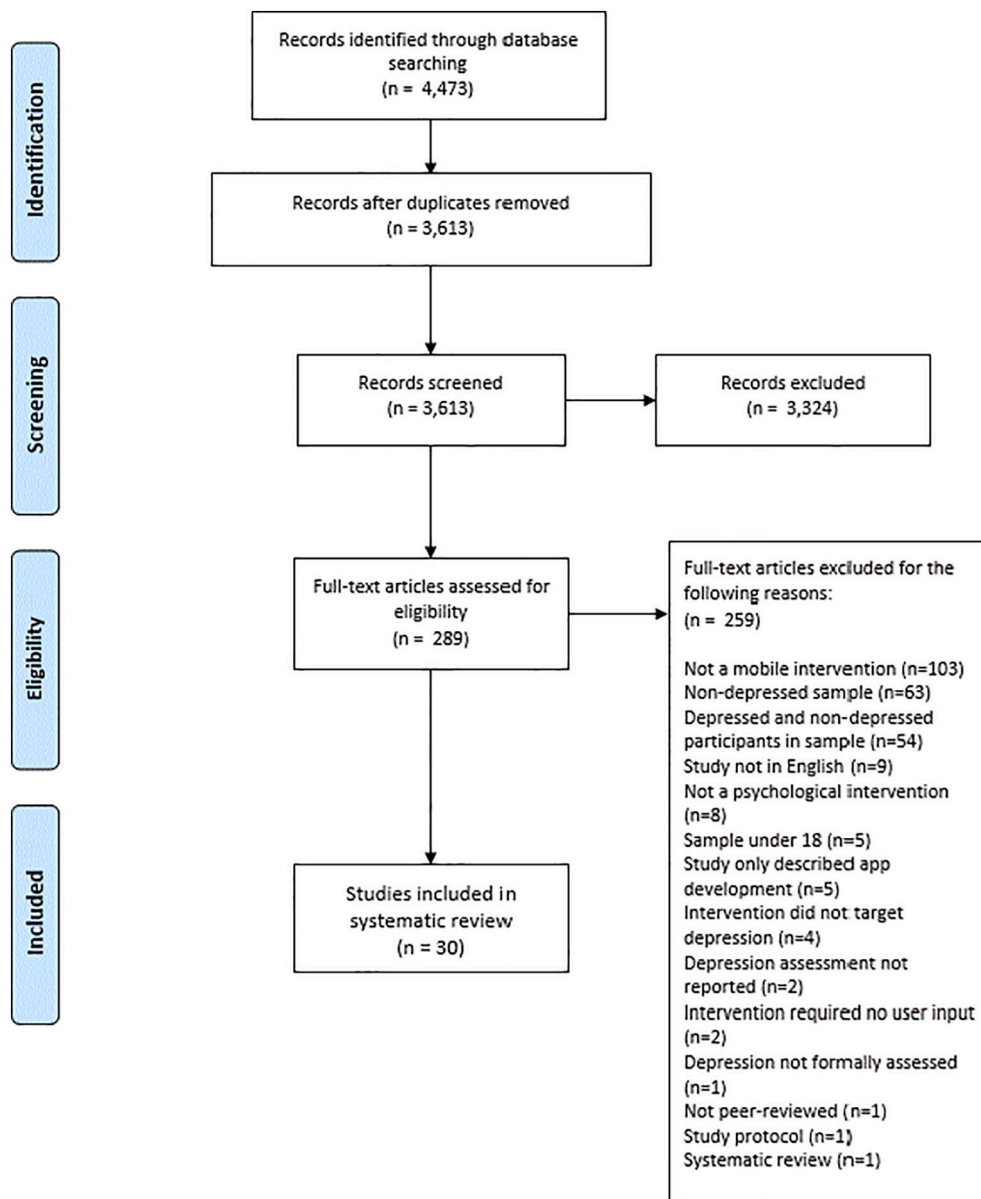 Identification
Records identified through database
searching
(n = 4,473)
Records after duplicates removed
(n = 3,613)
Screening
Records screened
(n = 3,613)
Records excluded
(n = 3,324)
Eligibility
Full-text articles assessed for
eligibility
(n = 289)
Full-text articles excluded for the
following reasons:
(n = 259)
Not a mobile intervention (n=103)
Non-depressed sample (n=63)
Depressed and non-depressed
participants in sample (n=54)
Study not in English (n=9)
Not a psychological intervention
(n=8)
Sample under 18 (n=5)
Study only described app
development (n=5)
Intervention did not target
depression (n=4)
Depression assessment not
reported (n=2)
Intervention required no user input
(n=2)
Depression not formally assessed
(n=1)
Not peer-reviewed (n=1)
Study protocol (n=1)
Systematic review (n=1)
Included
Studies included in
systematic review
(n = 30)